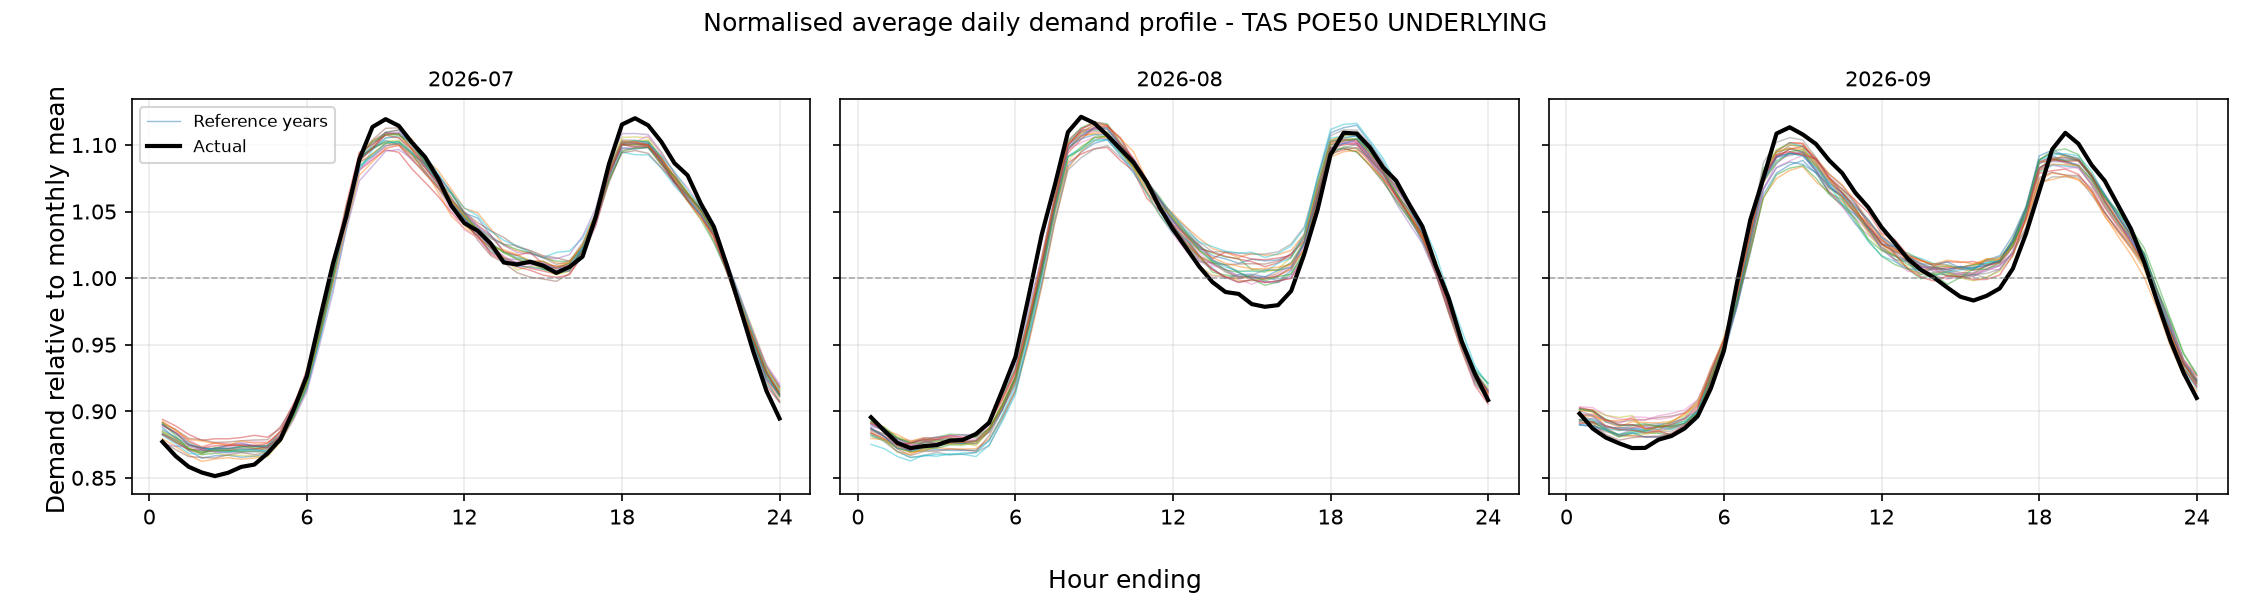 Normalised average daily demand profile - TAS POE50 UNDERLYING
2026-07
2026-08
2026-09
Demand relative to monthly mean
Reference years
Actual
1.10
1.05
1.00
0.95
0.90
0.85
0 6 12 18 24
0 6 12 18 24
0 6 12 18 24
Hour ending